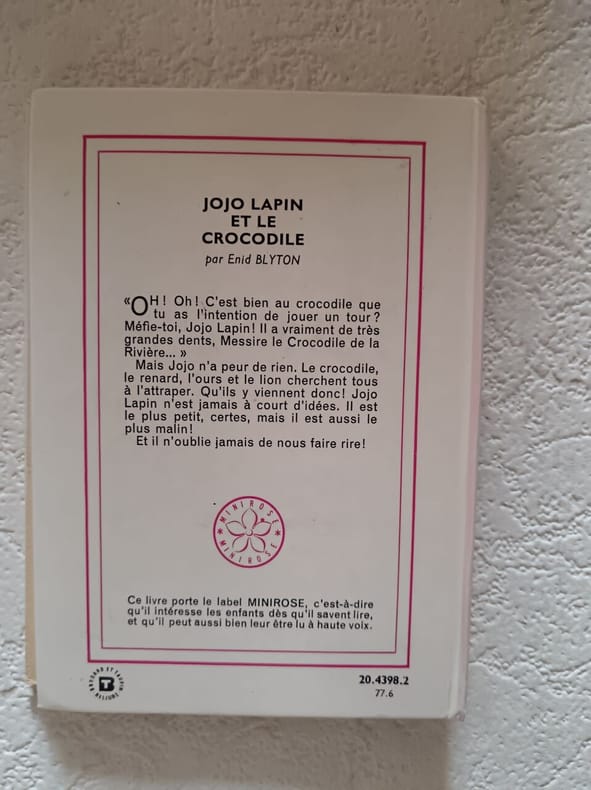 JOJO LAPIN
ET LE
CROCODILE
par Enid BLYTON
«OH! Oh! C'est bien au crocodile que
tu as l'intention de jouer un tour?
Méfie-toi, Jojo Lapin! Il a vraiment de très
grandes dents, Messire le Crocodile de la
Rivière... »
Mais Jojo n'a peur de rien. Le crocodile,
le renard, l'ours et le lion cherchent tous
à l'attraper. Qu'ils y viennent donc! Jojo
Lapin n'est jamais à court d'idées. Il est
le plus petit, certes, mais il est aussi le
plus malin!
Et il n'oublie jamais de nous faire rire!
MINIROSE
MINIROSE
Ce livre porte le label MINIROSE, c'est-à-dire
qu'il intéresse les enfants dès qu'il savent lire,
et qu'il peut aussi bien leur être lu à haute voix.
BRODARD ET TAUPIN
20.4398.2
77.6